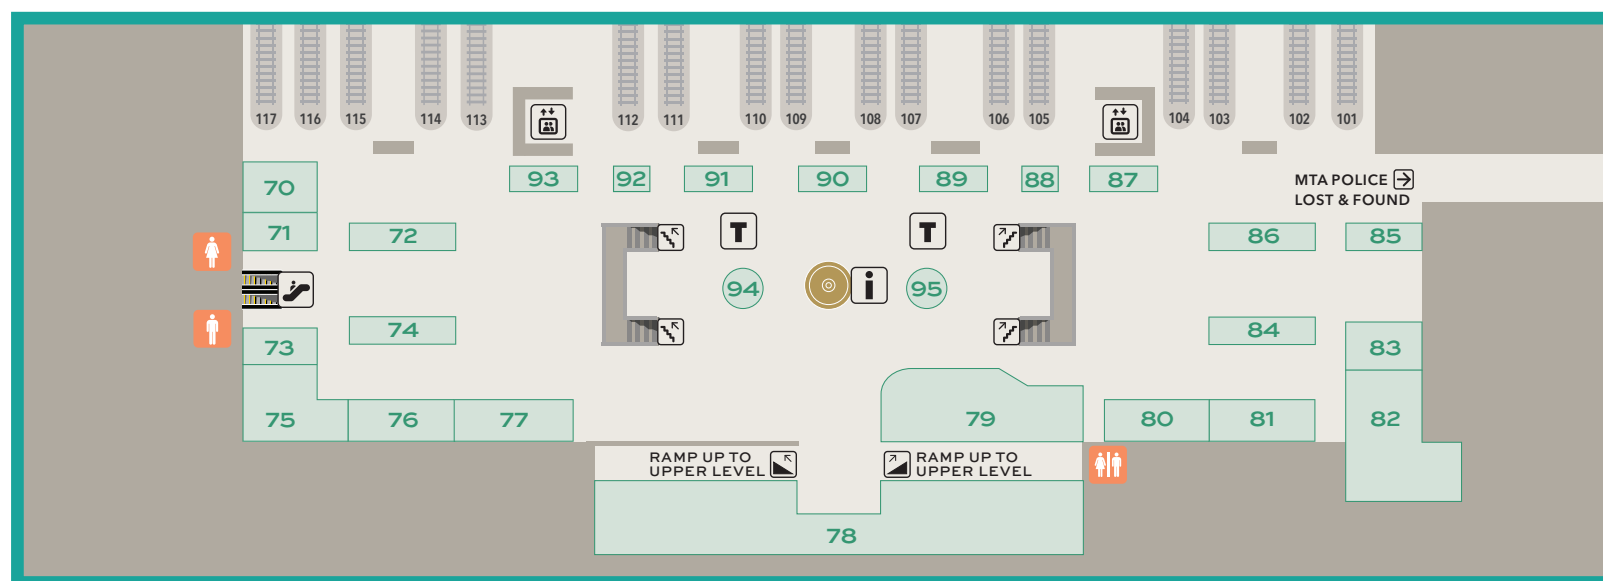 117 116 115 114 113 112 111 110 109 108 107 106 105 104 103 102 101
93 92 91 90 89 88 87
70
MTA POLICE
LOST & FOUND
71 72 T T 86 85
94 i 95
73 74 84 83
75 76 77 79 80 81 82
RAMP UP TO
UPPER LEVEL
RAMP UP TO
UPPER LEVEL
78